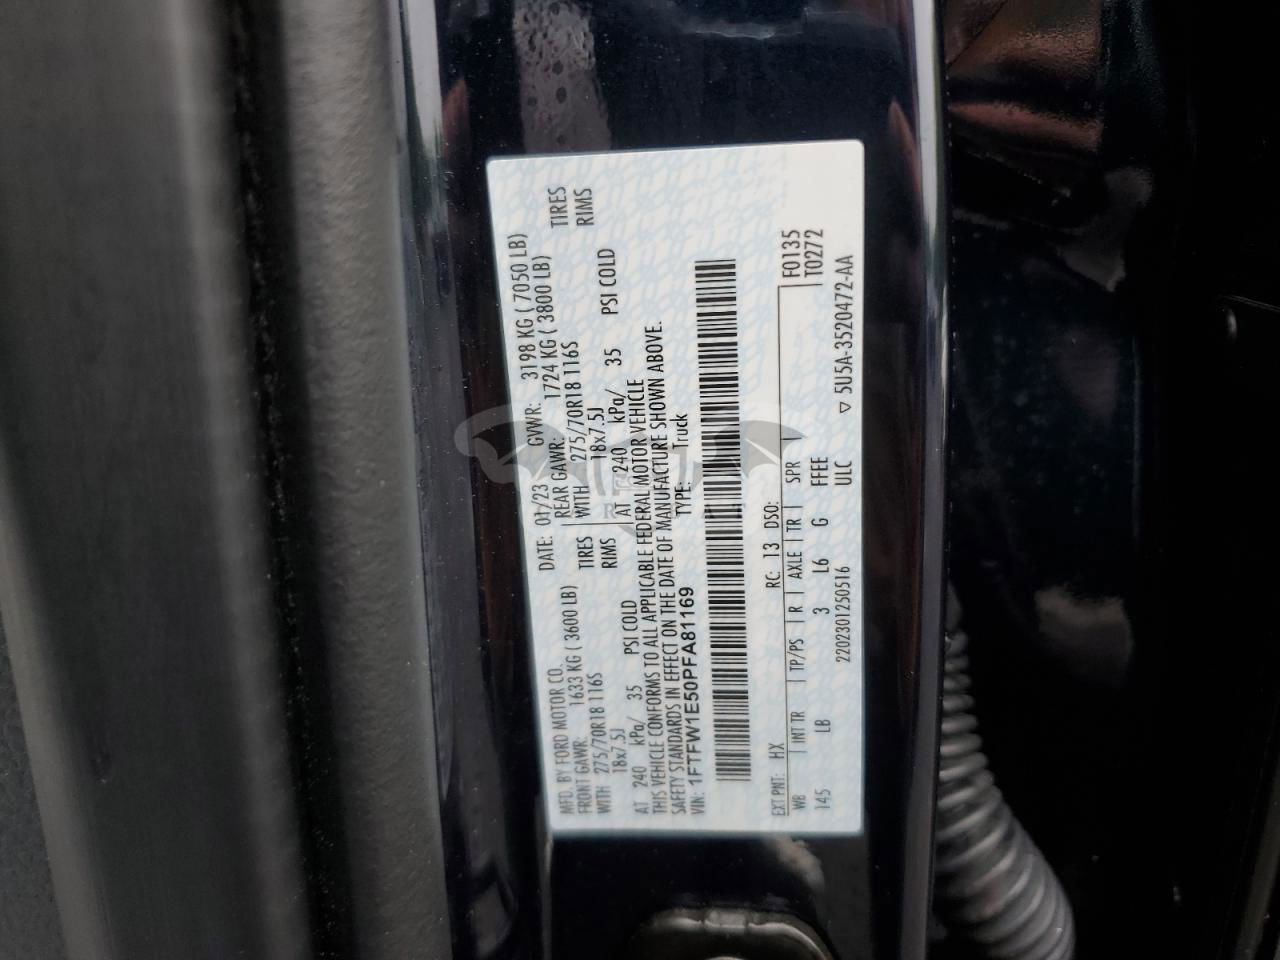 MFD. BY FORD MOTOR CO.
DATE: 01/23 GVWR: 3198 KG ( 7050 LB)
FRONT GAWR: 1633 KG ( 3600 LB)
REAR GAWR: 1724 KG ( 3800 LB)
WITH 275/70R18 116S TIRES
WITH 275/70R18 116S TIRES
18x7.5J RIMS
18x7.5J RIMS
AT 240 kPa/ 35 PSI COLD
AT 240 kPa/ 35 PSI COLD
THIS VEHICLE CONFORMS TO ALL APPLICABLE FEDERAL MOTOR VEHICLE
SAFETY STANDARDS IN EFFECT ON THE DATE OF MANUFACTURE SHOWN ABOVE.
VIN: 1FTFW1E50PFA81169
TYPE: Truck
F0135
EXT PNT: HX RC: 13 DSO:
T0272
WB INT TR TP/PS R AXLE TR SPR
145 LB 3 L6 G FFEE
2202301250516 ULC ▽ 5U5A-3520472-AA